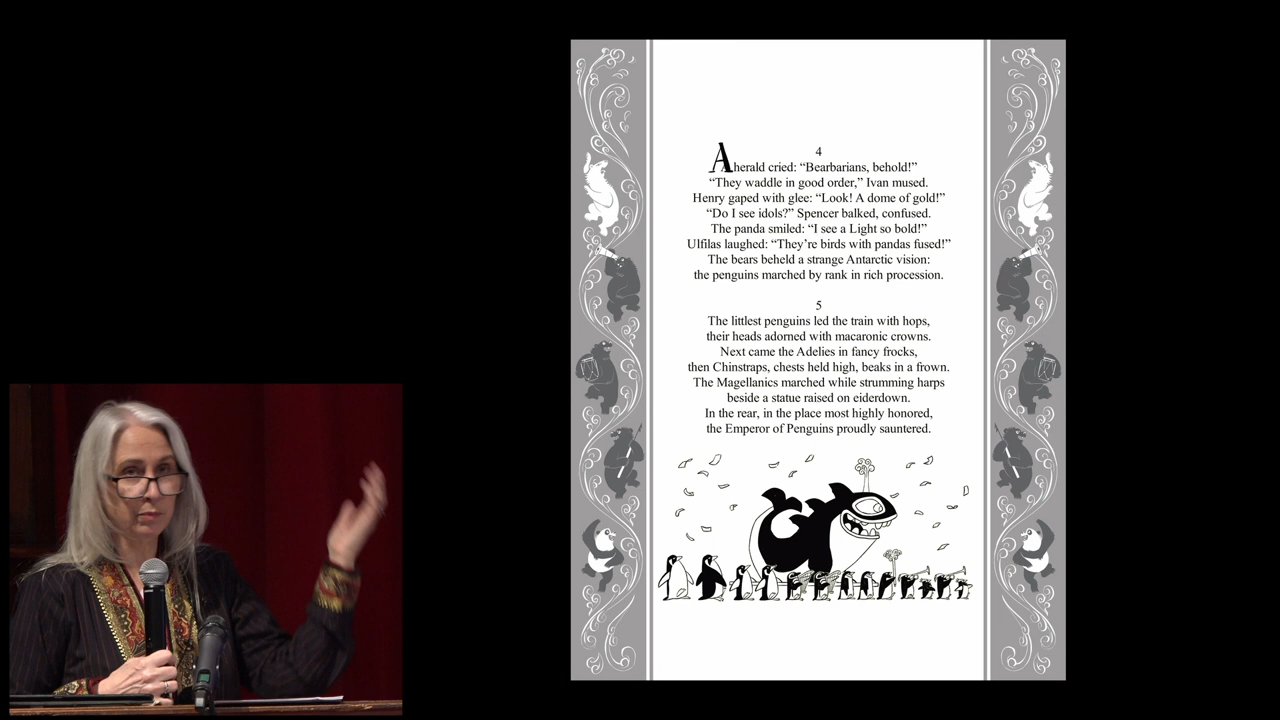 4
A herald cried: “Bearbarians, behold!”
“They waddle in good order,” Ivan mused.
Henry gaped with glee: “Look! A dome of gold!”
“Do I see idols?” Spencer balked, confused.
The panda smiled: “I see a Light so bold!”
Ulfilas laughed: “They’re birds with pandas fused!”
The bears beheld a strange Antarctic vision:
the penguins marched by rank in rich procession.
5
The littlest penguins led the train with hops,
their heads adorned with macaronic crowns.
Next came the Adelies in fancy frocks,
then Chinstraps, chests held high, beaks in a frown.
The Magellanics marched while strumming harps
beside a statue raised on eiderdown.
In the rear, in the place most highly honored,
the Emperor of Penguins proudly sauntered.